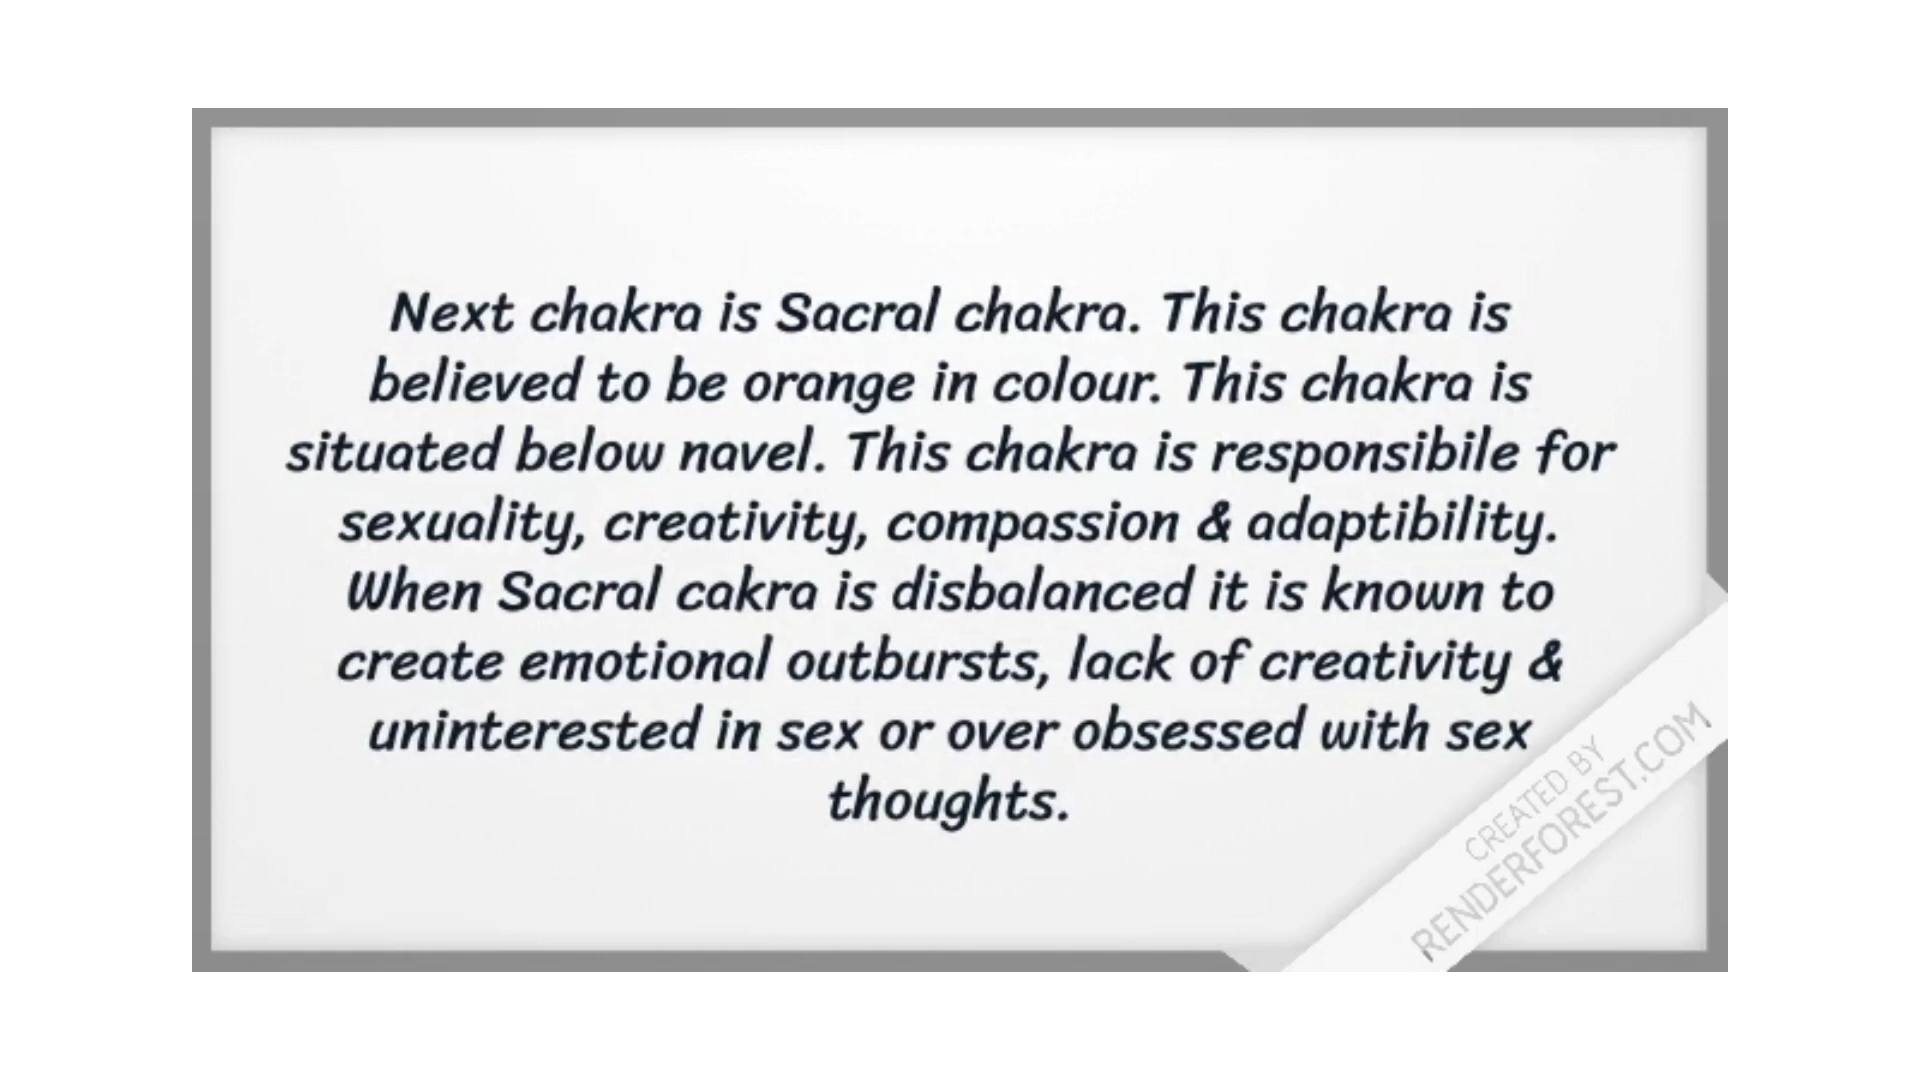 Next chakra is Sacral chakra. This chakra is
believed to be orange in colour. This chakra is
situated below navel. This chakra is responsibile for
sexuality, creativity, compassion & adaptibility.
When Sacral cakra is disbalanced it is known to
create emotional outbursts, lack of creativity &
uninterested in sex or over obsessed with sex
thoughts.
CREATED BY
RENDERFOREST.COM